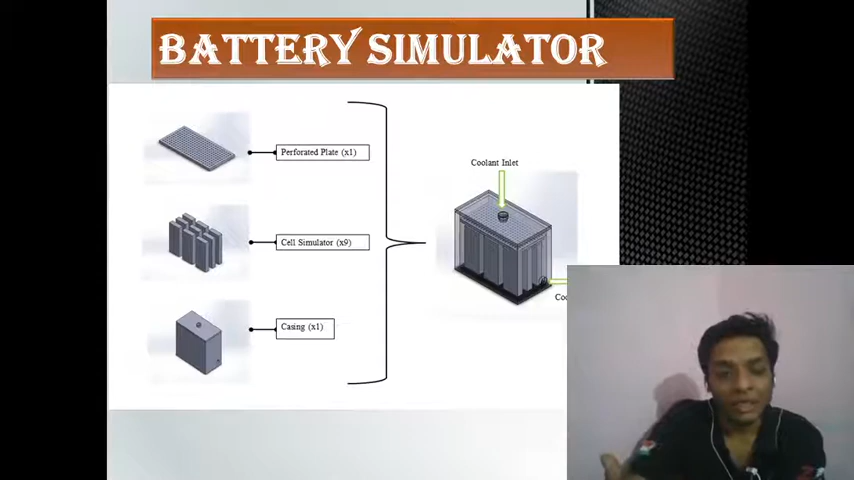 BATTERY SIMULATOR
Coolant Inlet
Perforated Plate (x1)
Cell Simulator (x9)
Casing (x1)